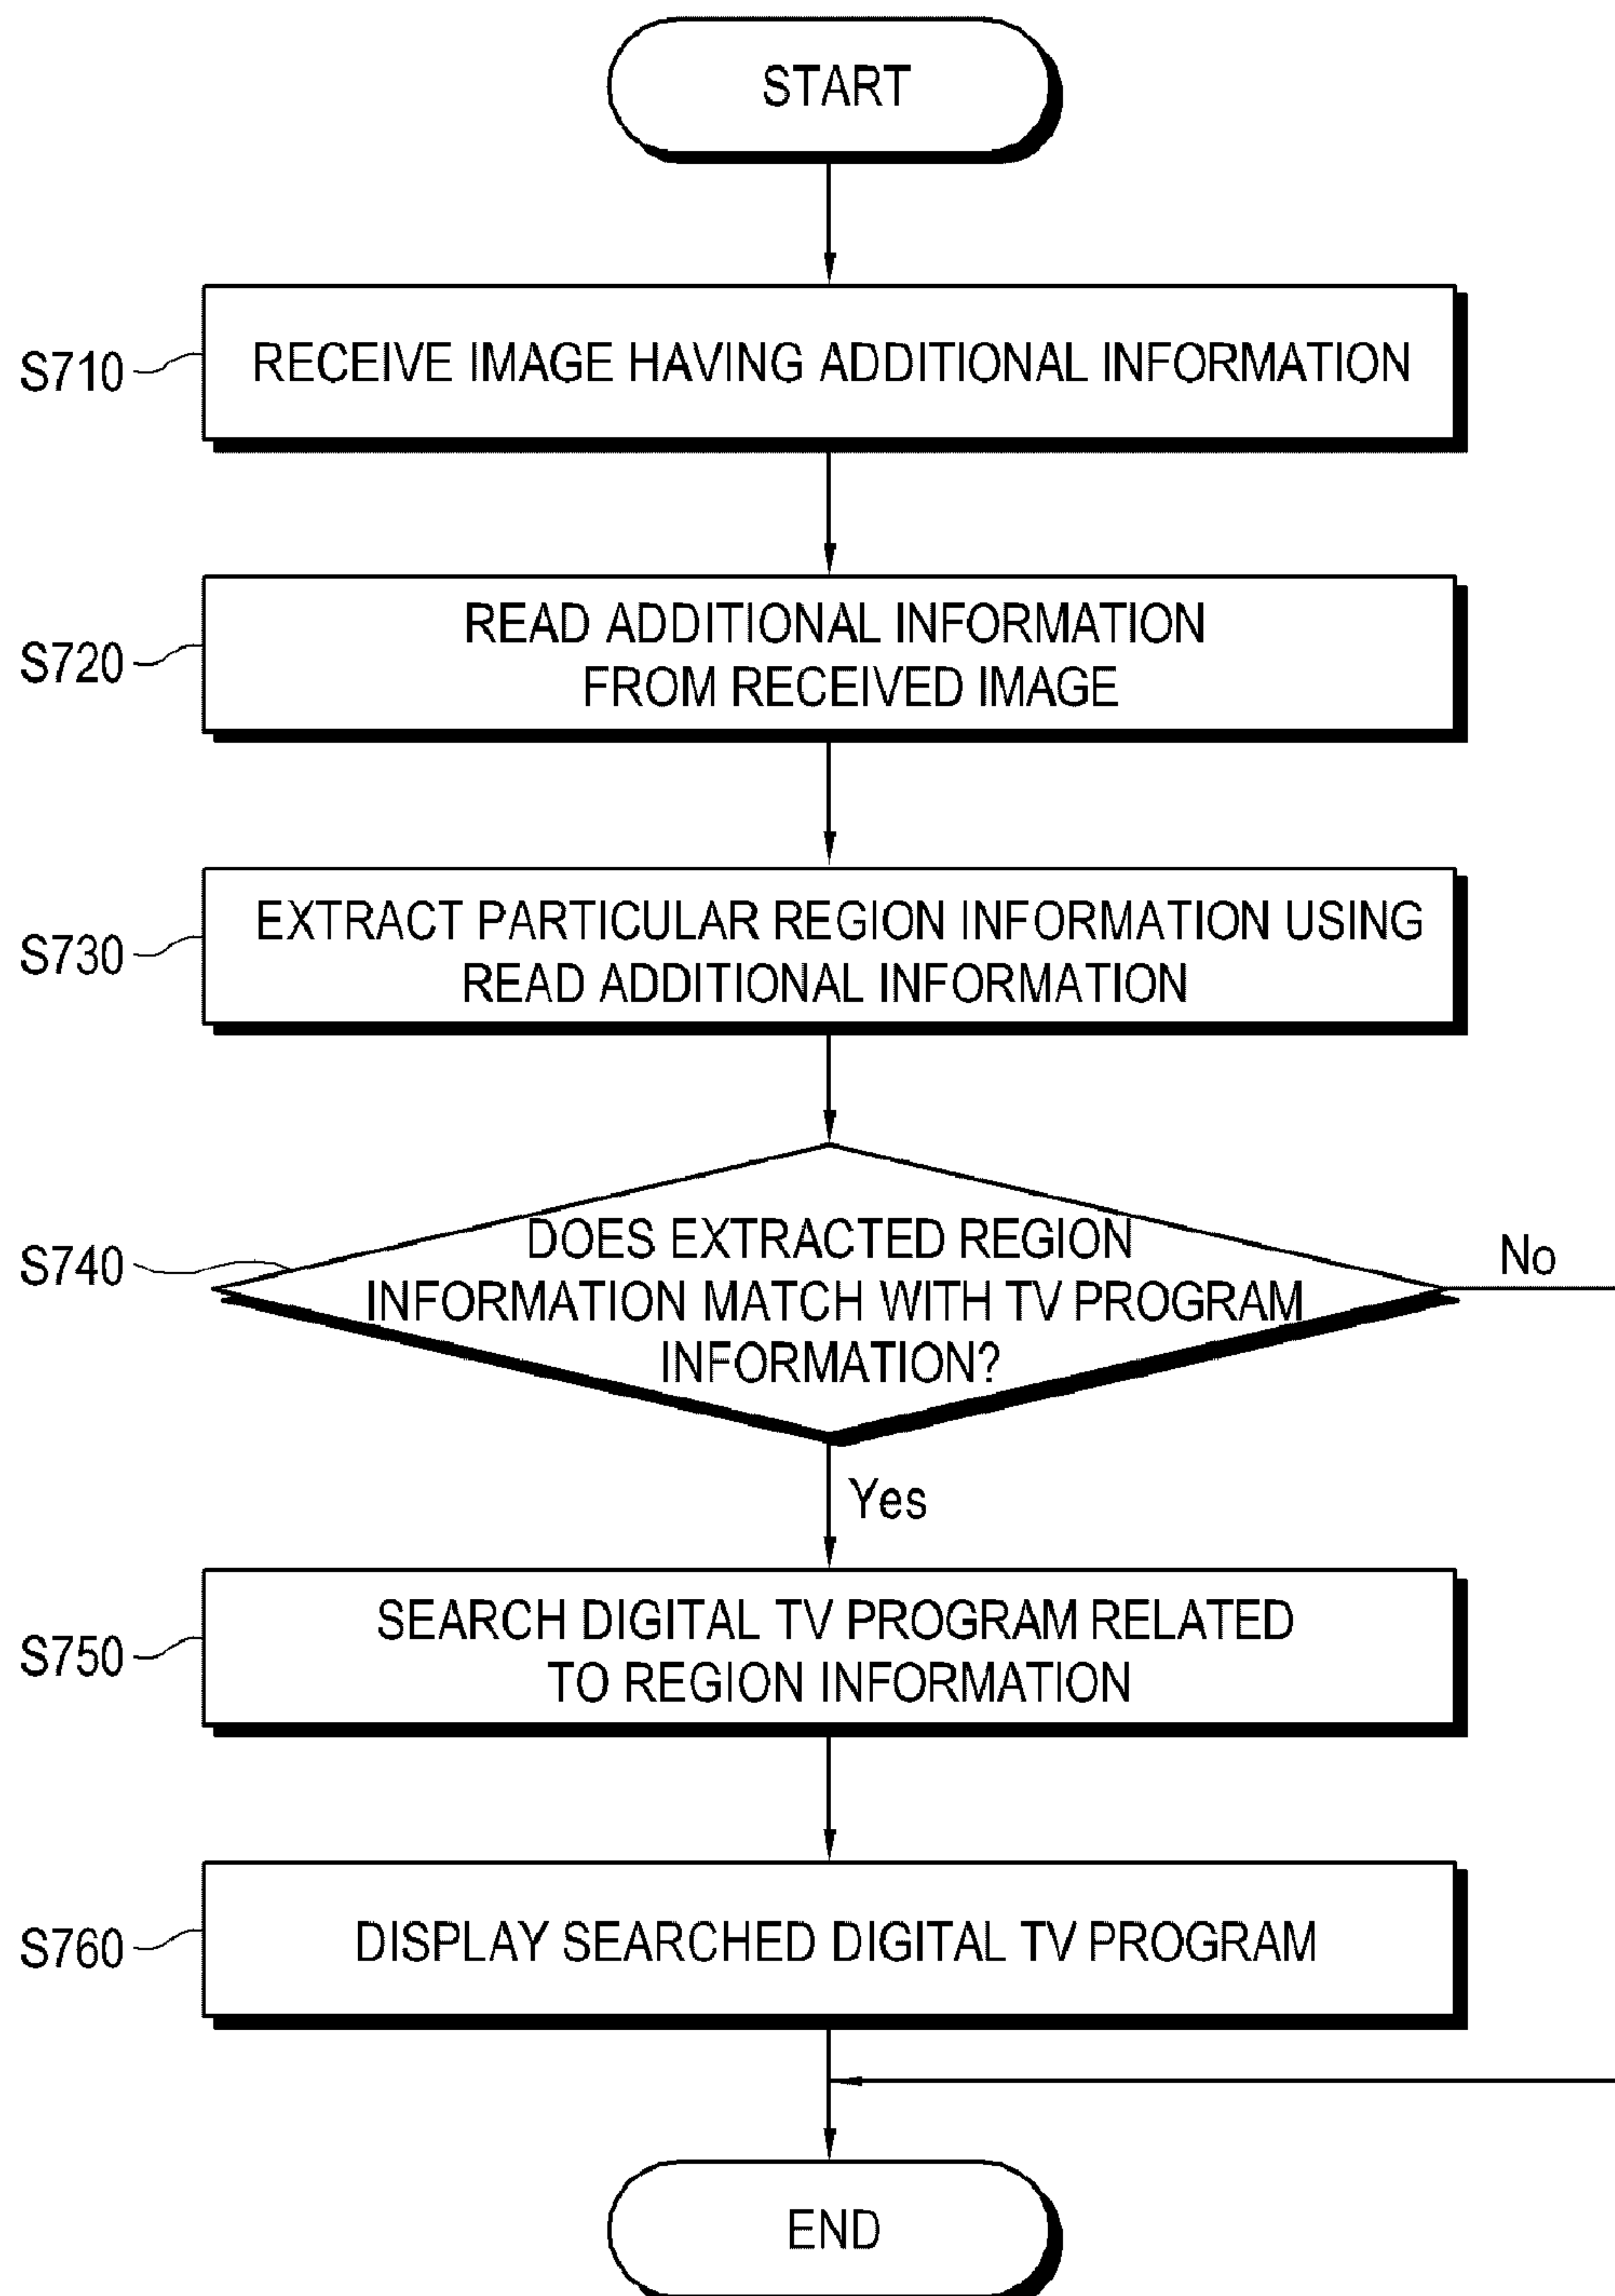 START
S710
RECEIVE IMAGE HAVING ADDITIONAL INFORMATION
S720
READ ADDITIONAL INFORMATION
FROM RECEIVED IMAGE
S730
EXTRACT PARTICULAR REGION INFORMATION USING
READ ADDITIONAL INFORMATION
S740
DOES EXTRACTED REGION
INFORMATION MATCH WITH TV PROGRAM
INFORMATION?
No
Yes
S750
SEARCH DIGITAL TV PROGRAM RELATED
TO REGION INFORMATION
S760
DISPLAY SEARCHED DIGITAL TV PROGRAM
END